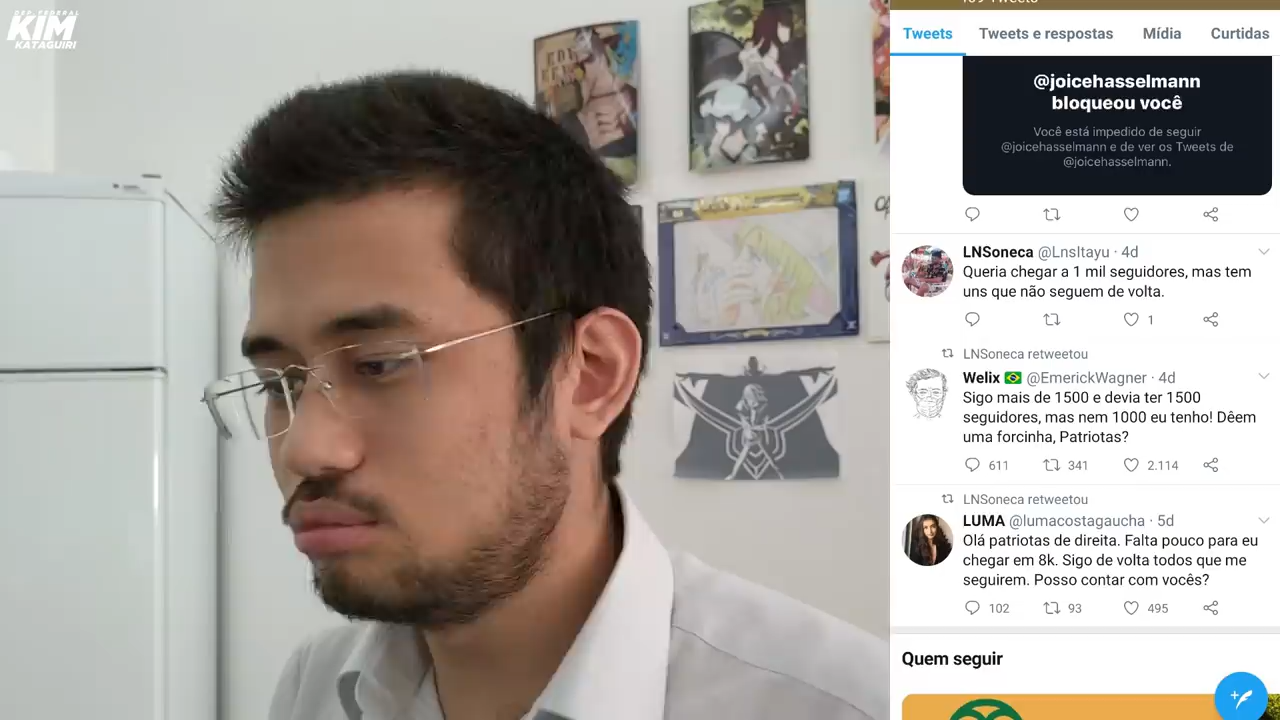 DEP. FEDERAL
KIM
KATAGUIRI
Tweets
Tweets e respostas
Mídia
Curtidas
@joicehasselmann
bloqueou você
Você está impedido de seguir
@joicehasselmann e de ver os Tweets de
@joicehasselmann.
LNSoneca @LnsItayu · 4d
Queria chegar a 1 mil seguidores, mas tem
uns que não seguem de volta.
1
LNSoneca retweetou
Welix @EmerickWagner · 4d
Sigo mais de 1500 e devia ter 1500
seguidores, mas nem 1000 eu tenho! Dêem
uma forcinha, Patriotas?
611 341 2.114
LNSoneca retweetou
LUMA @lumacostagaucha · 5d
Olá patriotas de direita. Falta pouco para eu
chegar em 8k. Sigo de volta todos que me
seguirem. Posso contar com vocês?
102 93 495
Quem seguir